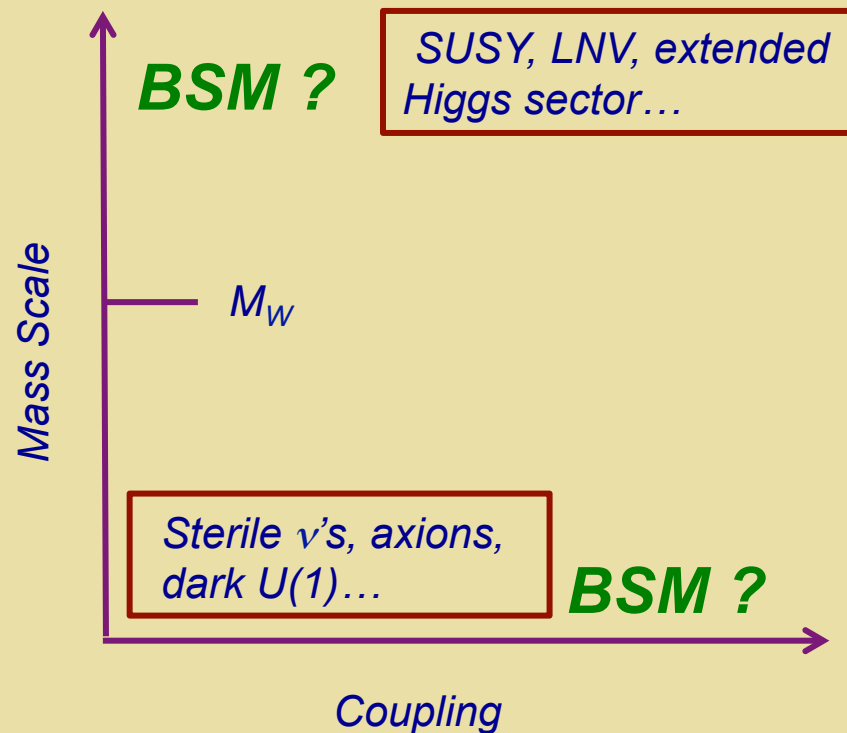 BSM ?
SUSY, LNV, extended
Higgs sector…
Mass Scale
M_W
Sterile ν’s, axions,
dark U(1)…
BSM ?
Coupling